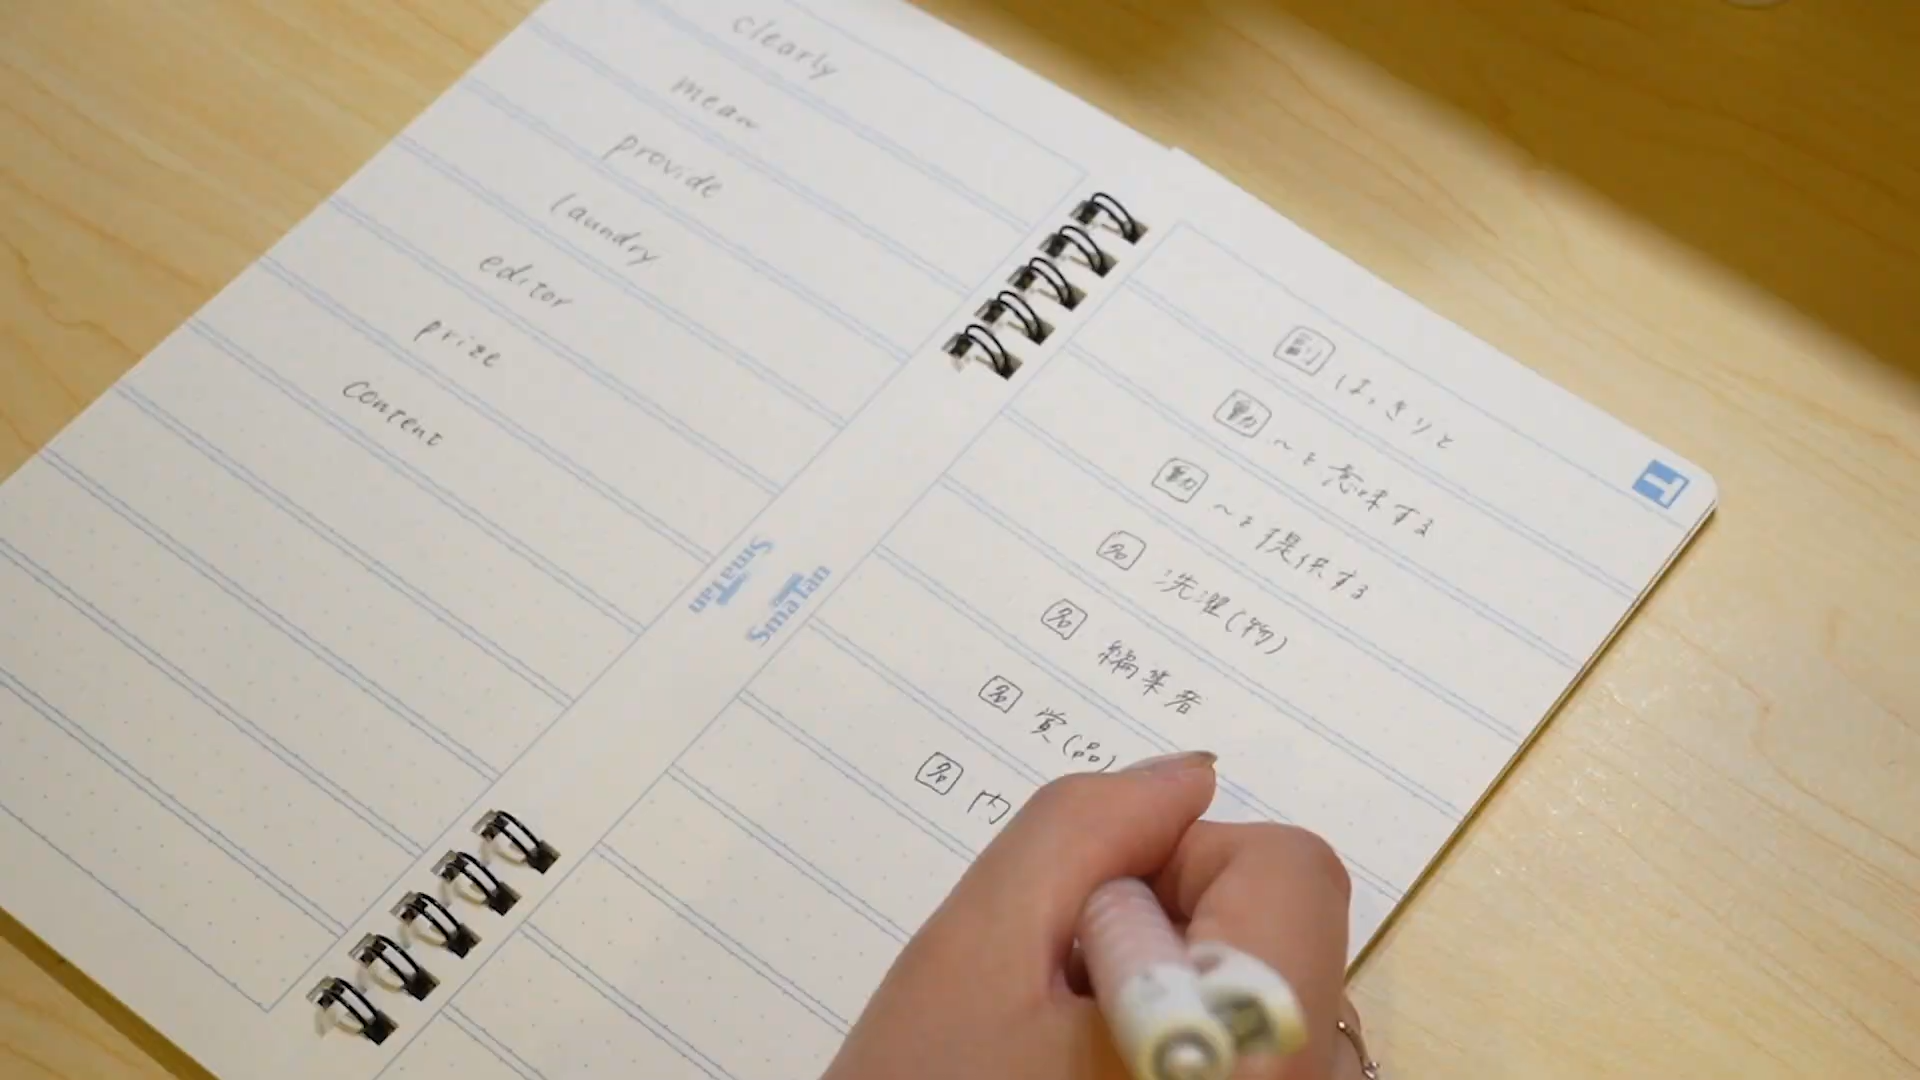 clearly
mean
provide
laundry
editor
prize
content
SmaTan
SmaTan
T
副 はっきりと
動 ~を意味する
動 ~を提供する
名 洗濯(物)
名 編集者
名 賞(品)
名 内